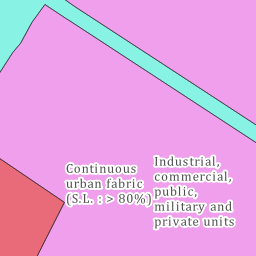 Continuous
urban fabric
(S.L. : > 80%)
Industrial,
commercial,
public,
military and
private units